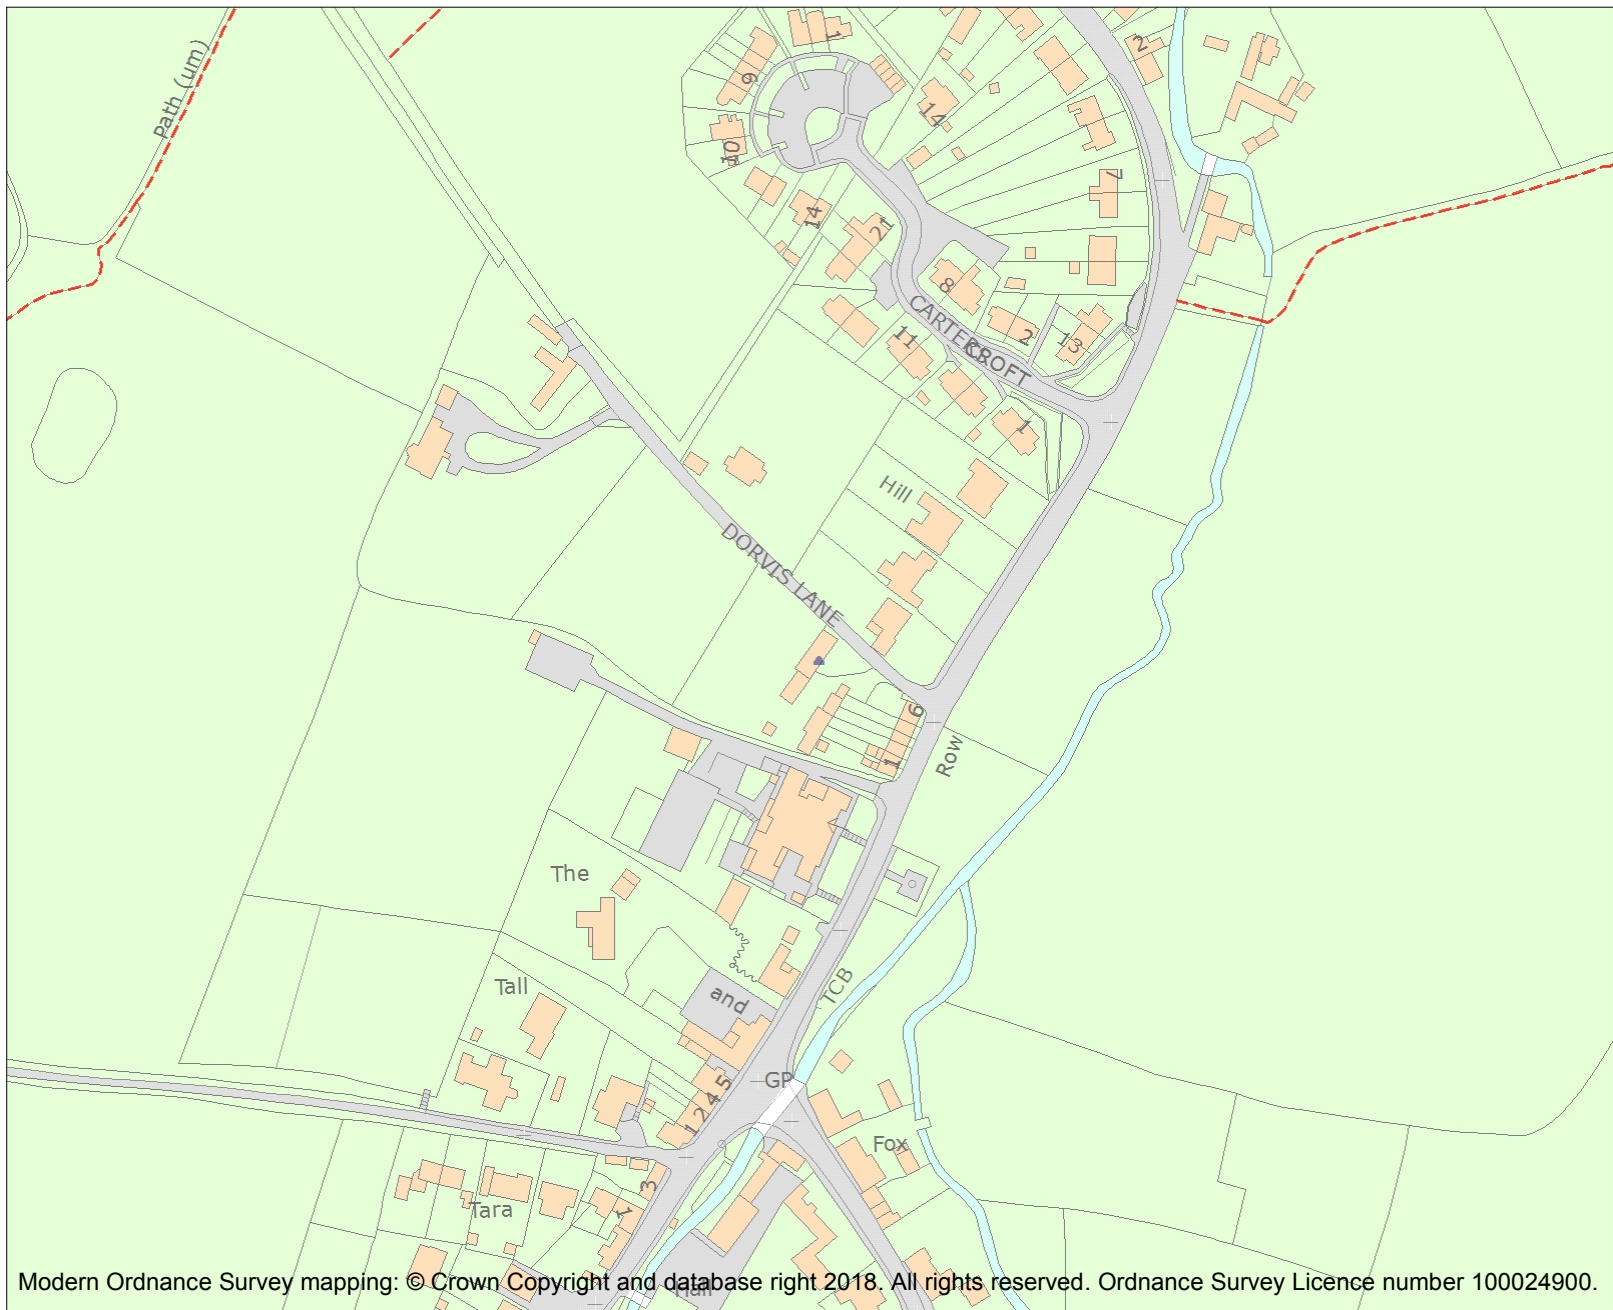 Path (um)
1
9
10
14
2
7
14
21
8
2
13
11
CARTERS
CROFT
1
Hill
DORVIS LANE
6
1
Row
The
Tall
and
TCB
GP
5
4
2
1
Fox
3
Tara
1
Hall
Modern Ordnance Survey mapping: © Crown Copyright and database right 2018. All rights reserved. Ordnance Survey Licence number 100024900.